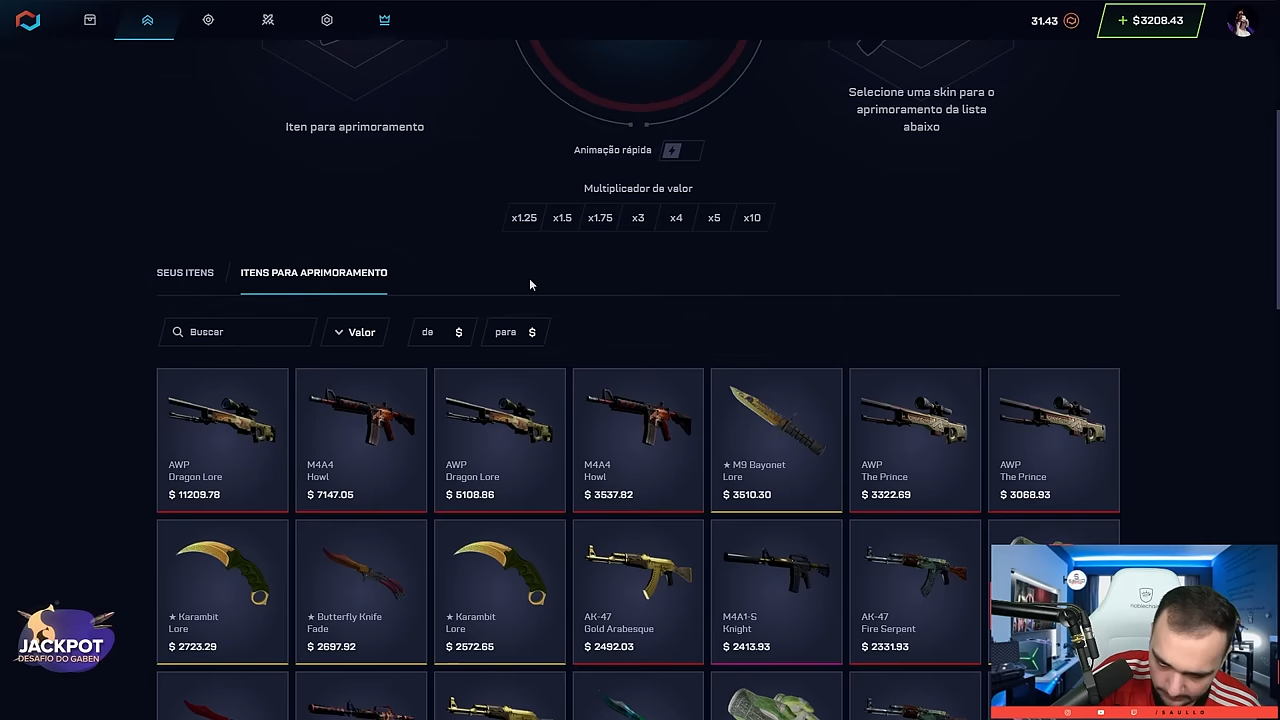 31.43
+ $3208.43
Iten para aprimoramento
Selecione uma skin para o
aprimoramento da lista
abaixo
Animação rápida
Multiplicador de valor
x1.25 x1.5 x1.75 x3 x4 x5 x10
SEUS ITENS ITENS PARA APRIMORAMENTO
Buscar Valor de $ para $
AWP
Dragon Lore
$ 11209.78
M4A4
Howl
$ 7147.05
AWP
Dragon Lore
$ 5108.86
M4A4
Howl
$ 3537.82
★ M9 Bayonet
Lore
$ 3510.30
AWP
The Prince
$ 3322.69
AWP
The Prince
$ 3068.93
★ Karambit
Lore
$ 2723.29
★ Butterfly Knife
Fade
$ 2697.92
★ Karambit
Lore
$ 2572.65
AK-47
Gold Arabesque
$ 2492.03
M4A1-S
Knight
$ 2413.93
AK-47
Fire Serpent
$ 2331.93
JACKPOT
DESAFIO DO GABEN
/SAULLO